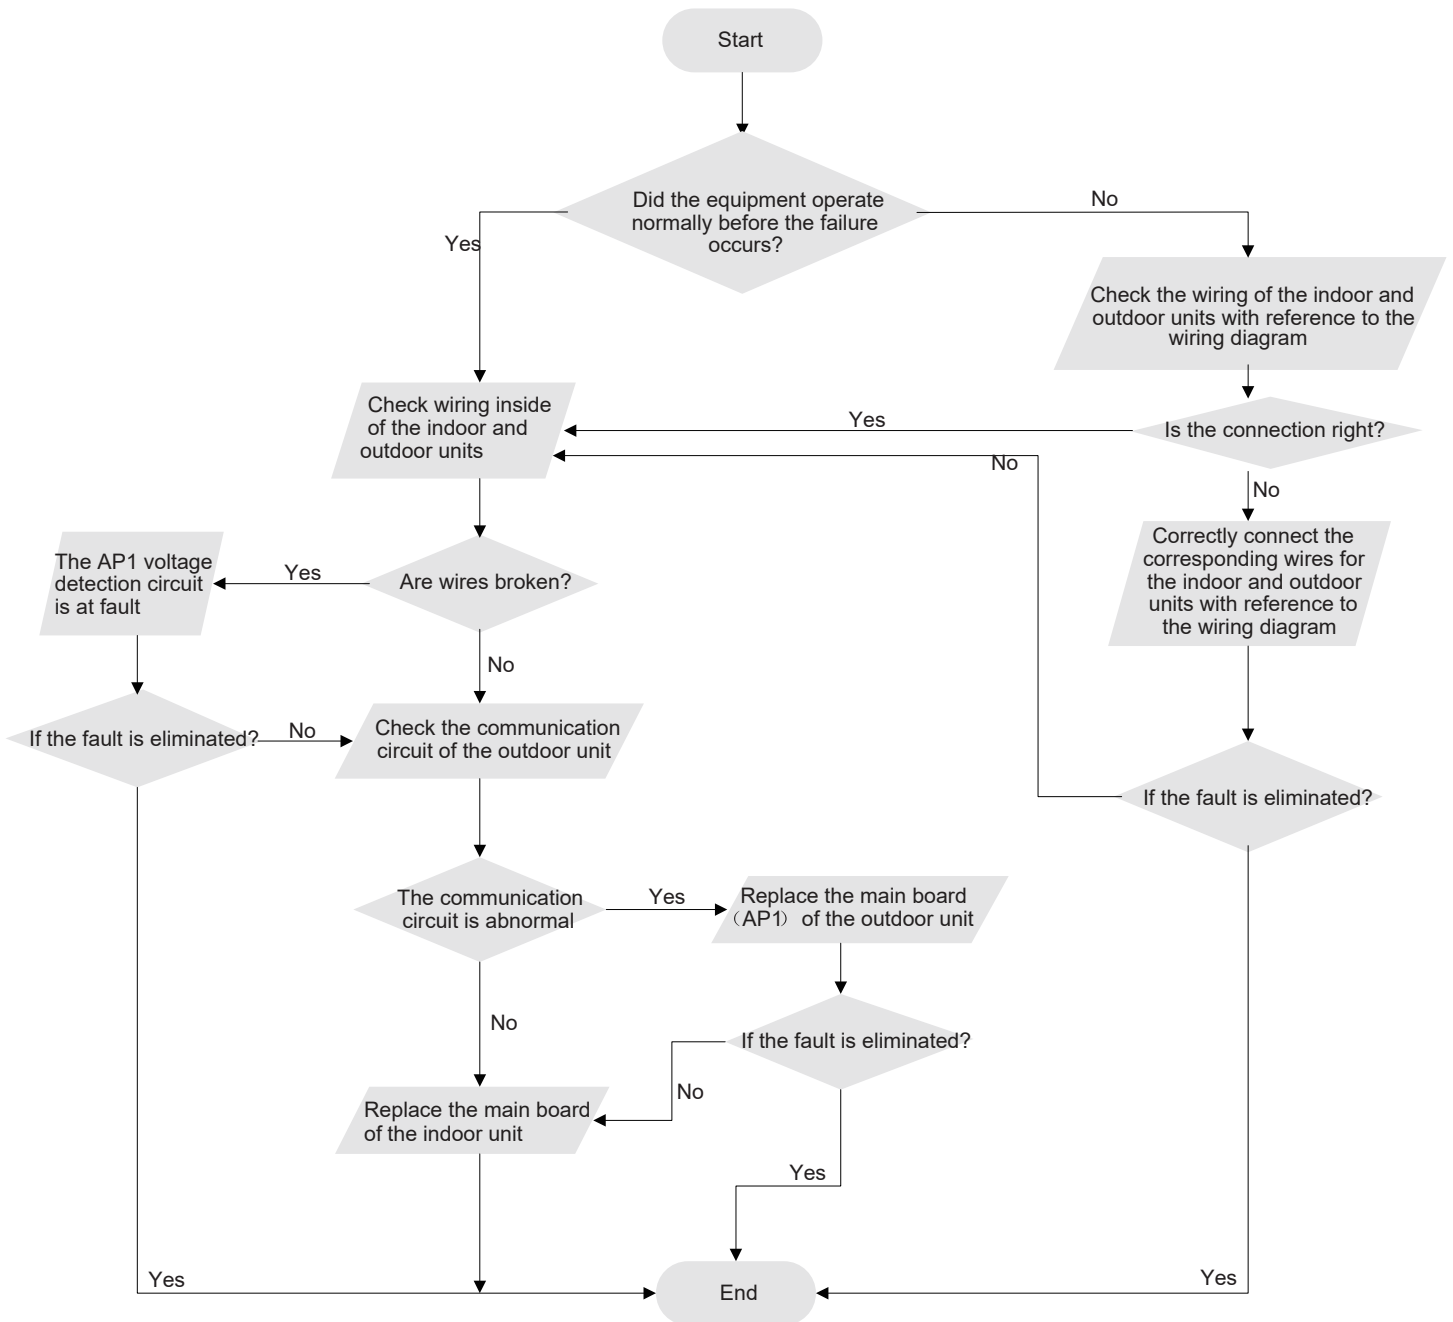 Start
Did the equipment operate
normally before the failure
occurs?
No
Yes
Check the wiring of the indoor and
outdoor units with reference to the
wiring diagram
Check wiring inside
of the indoor and
outdoor units
Yes
Is the connection right?
No
No
Correctly connect the
corresponding wires for
the indoor and outdoor
units with reference to
the wiring diagram
The AP1 voltage
detection circuit
is at fault
Yes
Are wires broken?
No
If the fault is eliminated?
No
Check the communication
circuit of the outdoor unit
If the fault is eliminated?
The communication
circuit is abnormal
Yes
Replace the main board
（AP1）of the outdoor unit
No
If the fault is eliminated?
No
Replace the main board
of the indoor unit
Yes
Yes
End
Yes